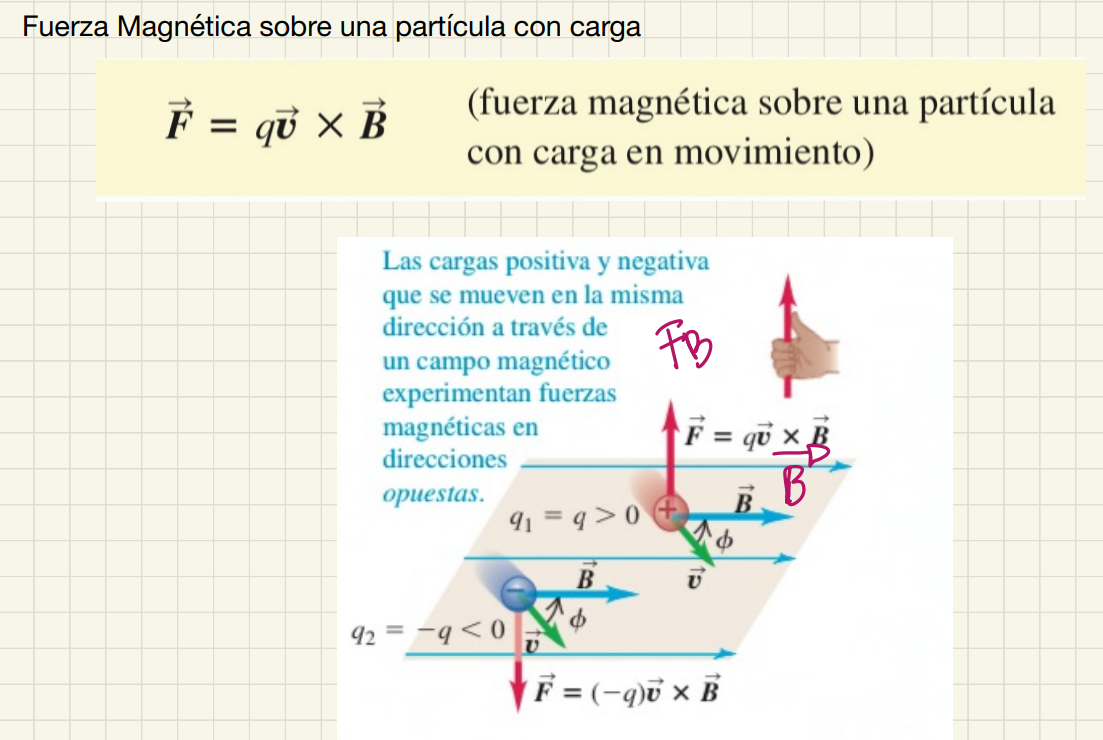 Fuerza Magnética sobre una partícula con carga
F⃗ = qv⃗ × B⃗
(fuerza magnética sobre una partícula
con carga en movimiento)
Las cargas positiva y negativa
que se mueven en la misma
dirección a través de
un campo magnético
experimentan fuerzas
magnéticas en
direcciones
opuestas.
FB
F⃗ = qv⃗ × B⃗
B
q₁ = q > 0
+
B⃗
ϕ
v⃗
−
B⃗
ϕ
q₂ = −q < 0
v⃗
F⃗ = (−q)v⃗ × B⃗